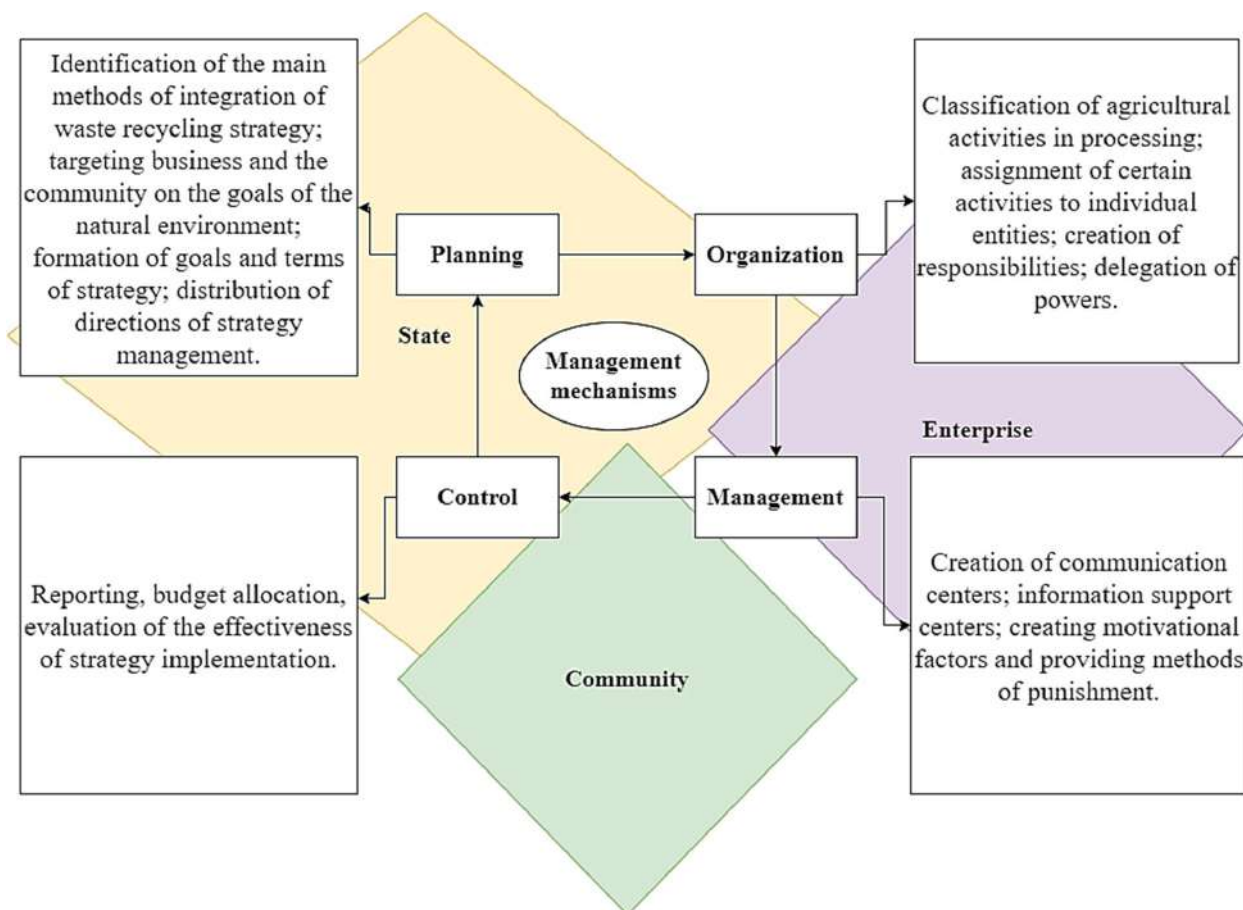 Identification of the main
methods of integration of
waste recycling strategy;
targeting business and the
community on the goals of the
natural environment;
formation of goals and terms
of strategy; distribution of
directions of strategy
management.
Classification of agricultural
activities in processing;
assignment of certain
activities to individual
entities; creation of
responsibilities; delegation of
powers.
Planning
Organization
State
Management
mechanisms
Enterprise
Control
Management
Reporting, budget allocation,
evaluation of the effectiveness
of strategy implementation.
Creation of communication
centers; information support
centers; creating motivational
factors and providing methods
of punishment.
Community